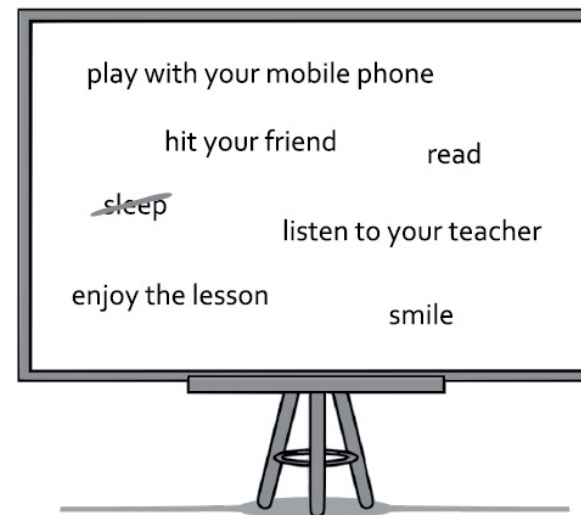 play with your mobile phone
hit your friend
read
sleep
listen to your teacher
enjoy the lesson
smile